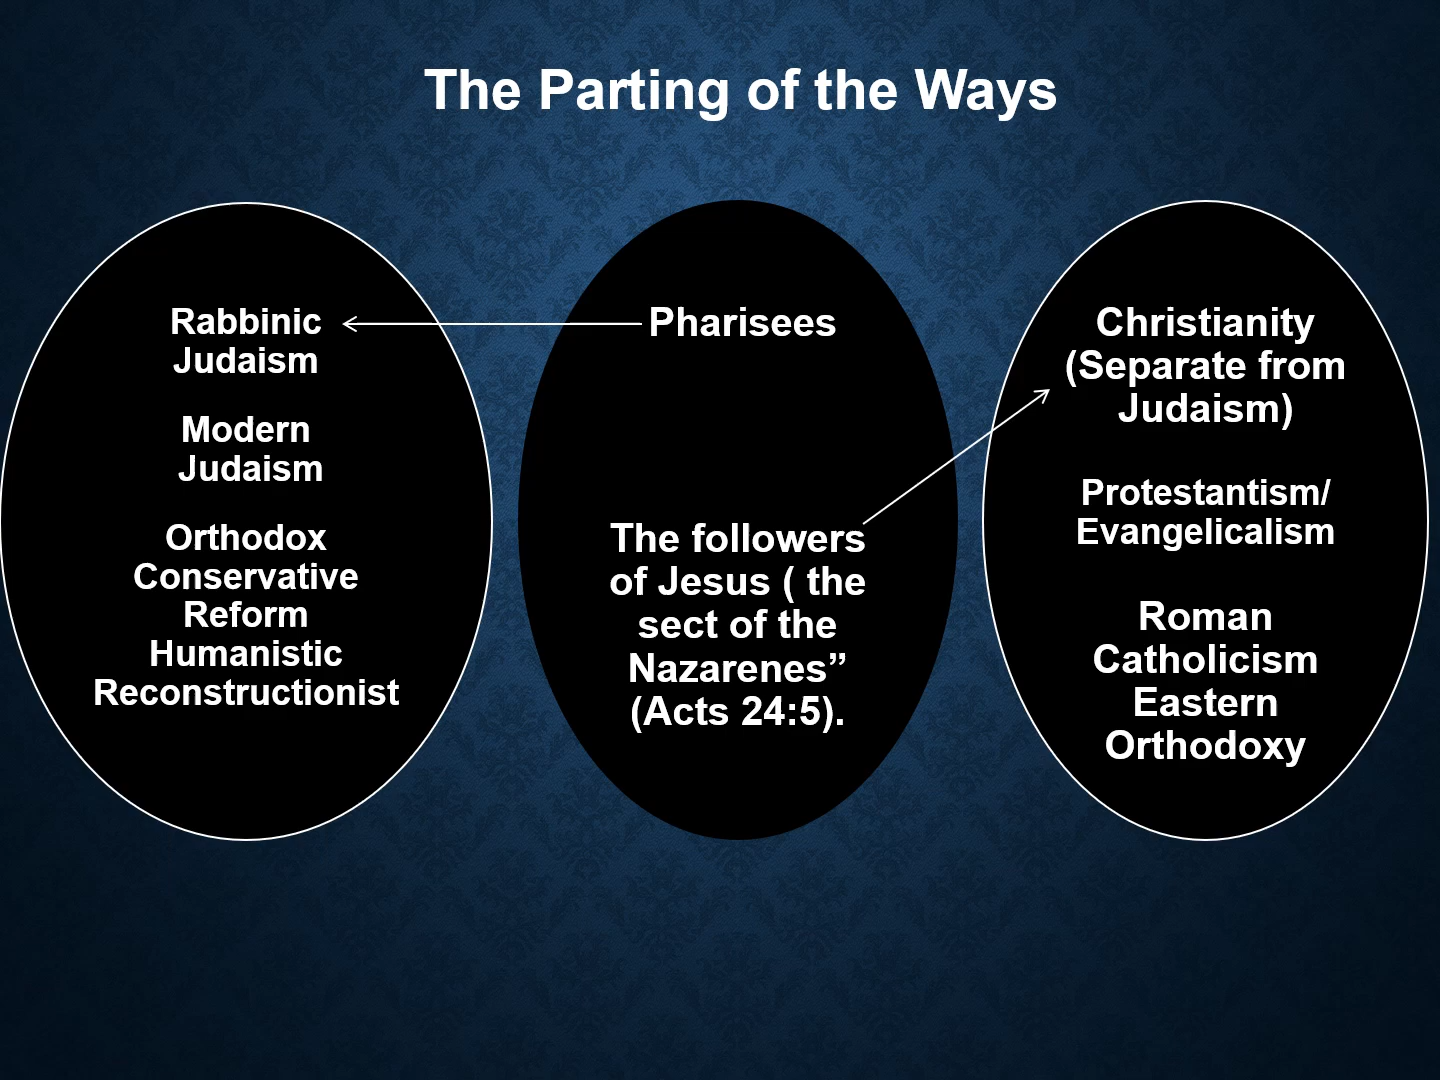 The Parting of the Ways
Rabbinic
Judaism
Modern
Judaism
Orthodox
Conservative
Reform
Humanistic
Reconstructionist
Pharisees
The followers
of Jesus ( the
sect of the
Nazarenes”
(Acts 24:5).
Christianity
(Separate from
Judaism)
Protestantism/
Evangelicalism
Roman
Catholicism
Eastern
Orthodoxy